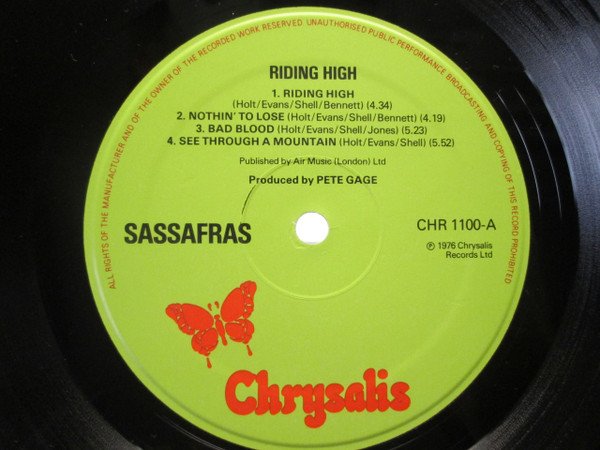 ALL RIGHTS OF THE MANUFACTURER AND OF THE OWNER OF THE RECORDED WORK RESERVED UNAUTHORISED PUBLIC PERFORMANCE BROADCASTING AND COPYING OF THIS RECORD PROHIBITED
RIDING HIGH
1. RIDING HIGH
(Holt/Evans/Shell/Bennett) (4.34)
2. NOTHIN' TO LOSE (Holt/Evans/Shell/Bennett) (4.19)
3. BAD BLOOD (Holt/Evans/Shell/Jones) (5.23)
4. SEE THROUGH A MOUNTAIN (Holt/Evans/Shell) (5.52)
Published by Air Music (London) Ltd
Produced by PETE GAGE
SASSAFRAS
CHR 1100-A
℗ 1976 Chrysalis
Records Ltd
Chrysalis